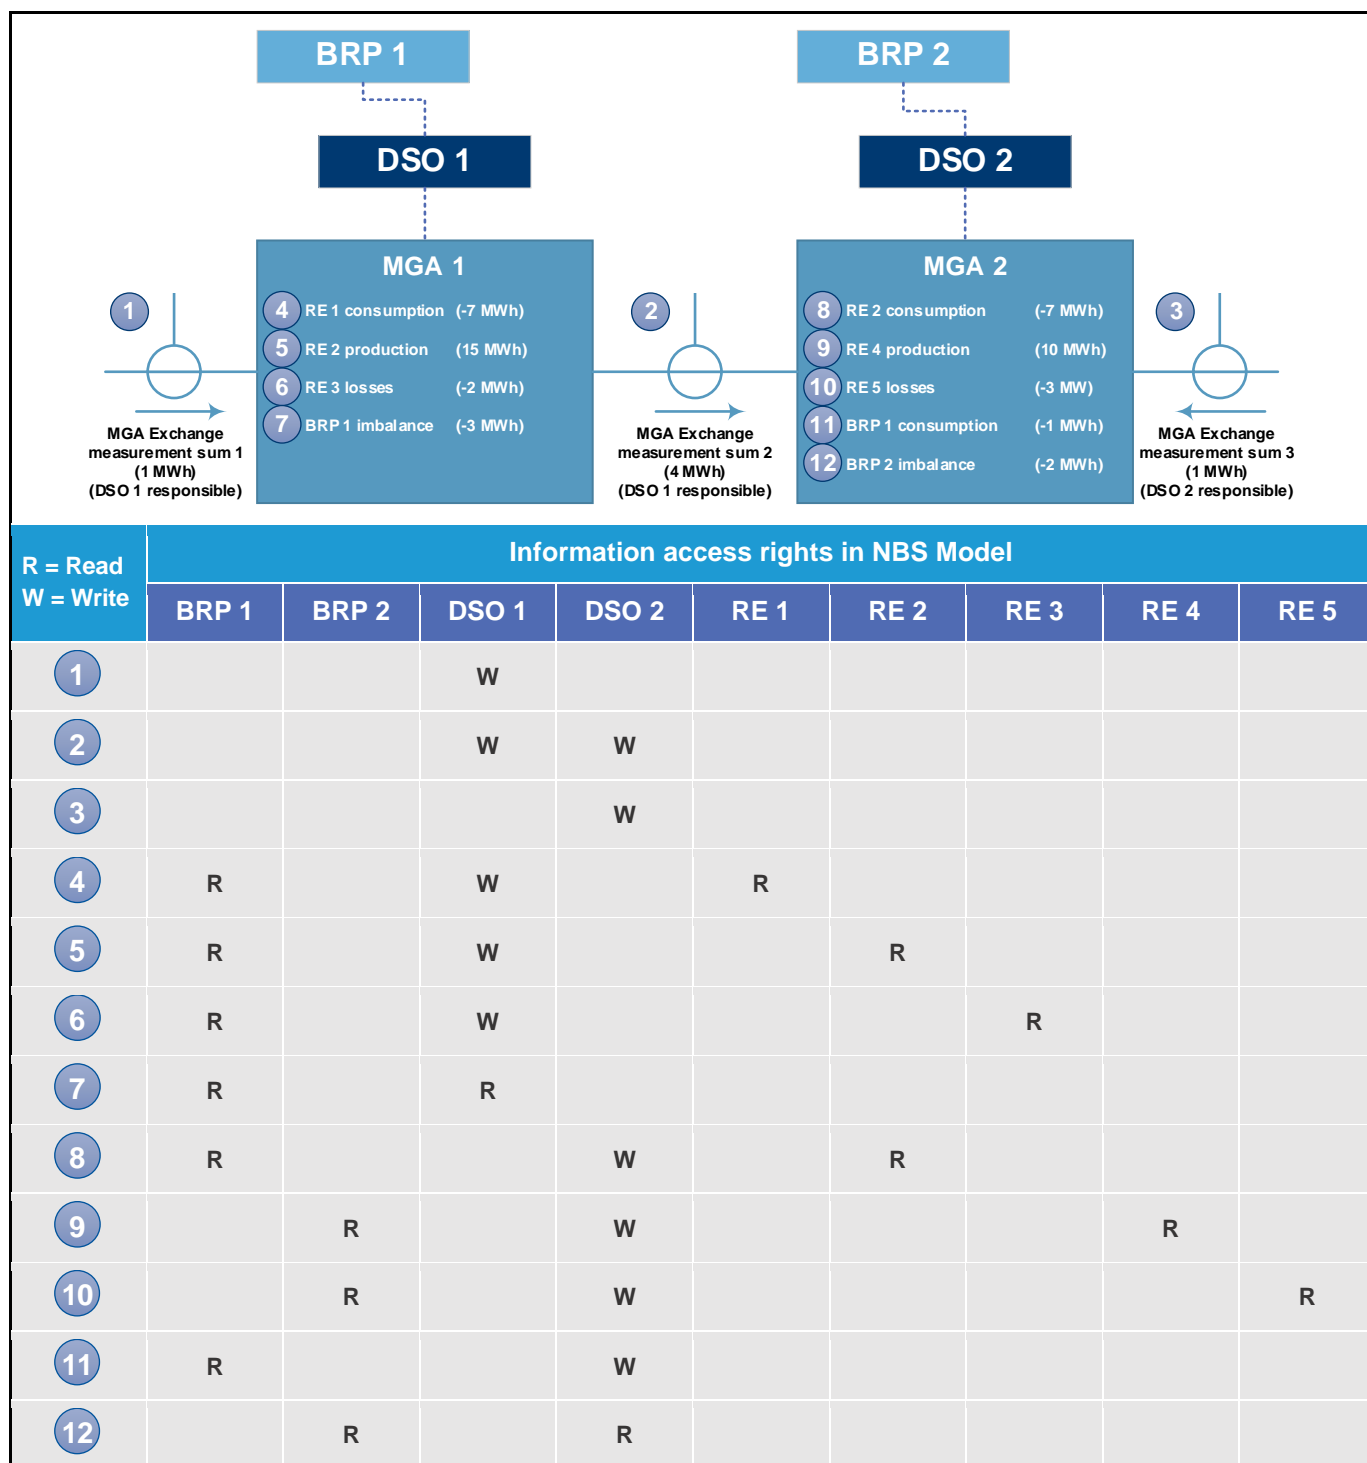 BRP 1
BRP 2
DSO 1
DSO 2
MGA 1
MGA 2
1
4 RE 1 consumption (-7 MWh)
5 RE 2 production (15 MWh)
6 RE 3 losses (-2 MWh)
7 BRP 1 imbalance (-3 MWh)
2
8 RE 2 consumption (-7 MWh)
9 RE 4 production (10 MWh)
10 RE 5 losses (-3 MW)
11 BRP 1 consumption (-1 MWh)
12 BRP 2 imbalance (-2 MWh)
3
MGA Exchange
measurement sum 1
(1 MWh)
(DSO 1 responsible)
MGA Exchange
measurement sum 2
(4 MWh)
(DSO 1 responsible)
MGA Exchange
measurement sum 3
(1 MWh)
(DSO 2 responsible)
R = Read
W = Write
Information access rights in NBS Model
BRP 1 BRP 2 DSO 1 DSO 2 RE 1 RE 2 RE 3 RE 4 RE 5
1 W
2 W W
3 W
4 R W R
5 R W R
6 R W R
7 R R
8 R W R
9 R W R
10 R W R
11 R W
12 R R